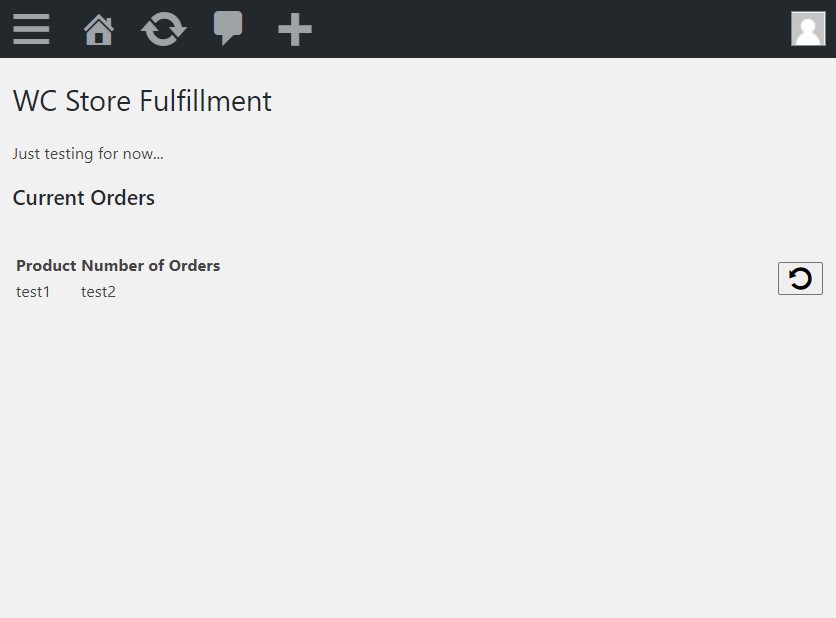 WC Store Fulfillment
Just testing for now...
Current Orders
Product Number of Orders
test1 test2